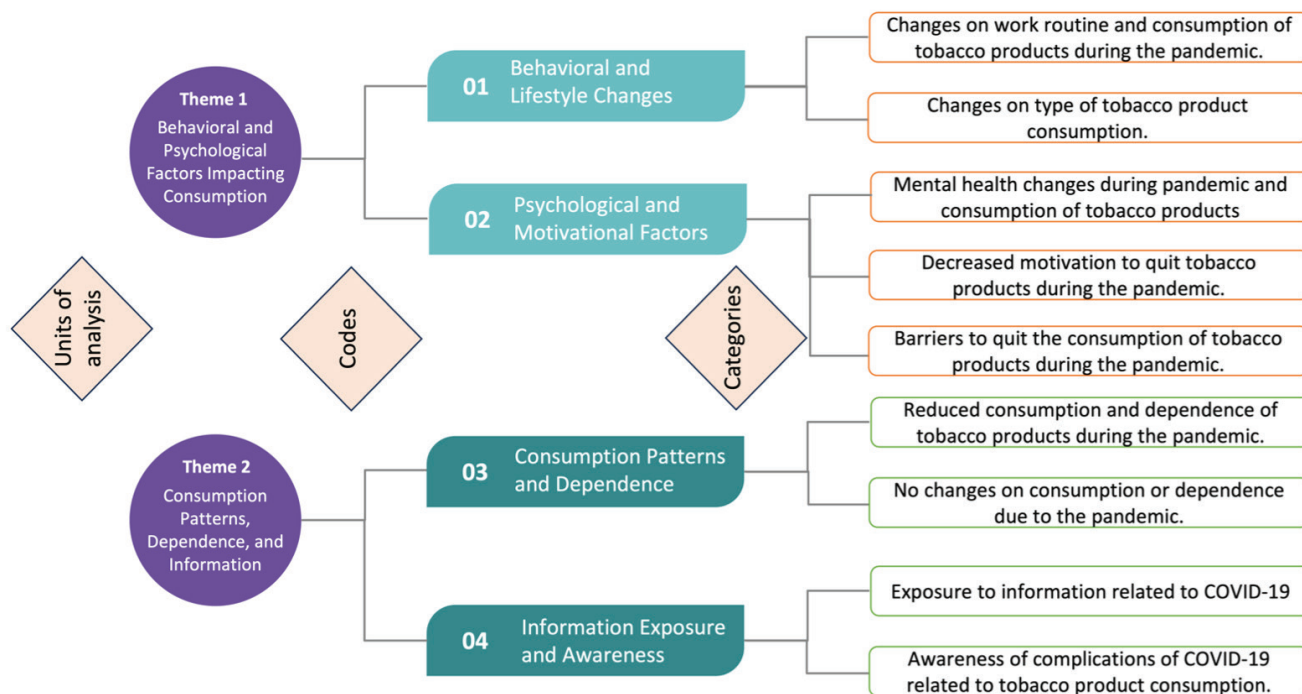 Theme 1
Behavioral and
Psychological
Factors Impacting
Consumption
01
Behavioral and
Lifestyle Changes
Changes on work routine and consumption of
tobacco products during the pandemic.
Changes on type of tobacco product
consumption.
02
Psychological and
Motivational Factors
Mental health changes during pandemic and
consumption of tobacco products
Decreased motivation to quit tobacco
products during the pandemic.
Barriers to quit the consumption of tobacco
products during the pandemic.
Units of
analysis
Codes
Categories
Theme 2
Consumption
Patterns,
Dependence, and
Information
03
Consumption Patterns
and Dependence
Reduced consumption and dependence of
tobacco products during the pandemic.
No changes on consumption or dependence
due to the pandemic.
04
Information Exposure
and Awareness
Exposure to information related to COVID-19
Awareness of complications of COVID-19
related to tobacco product consumption.